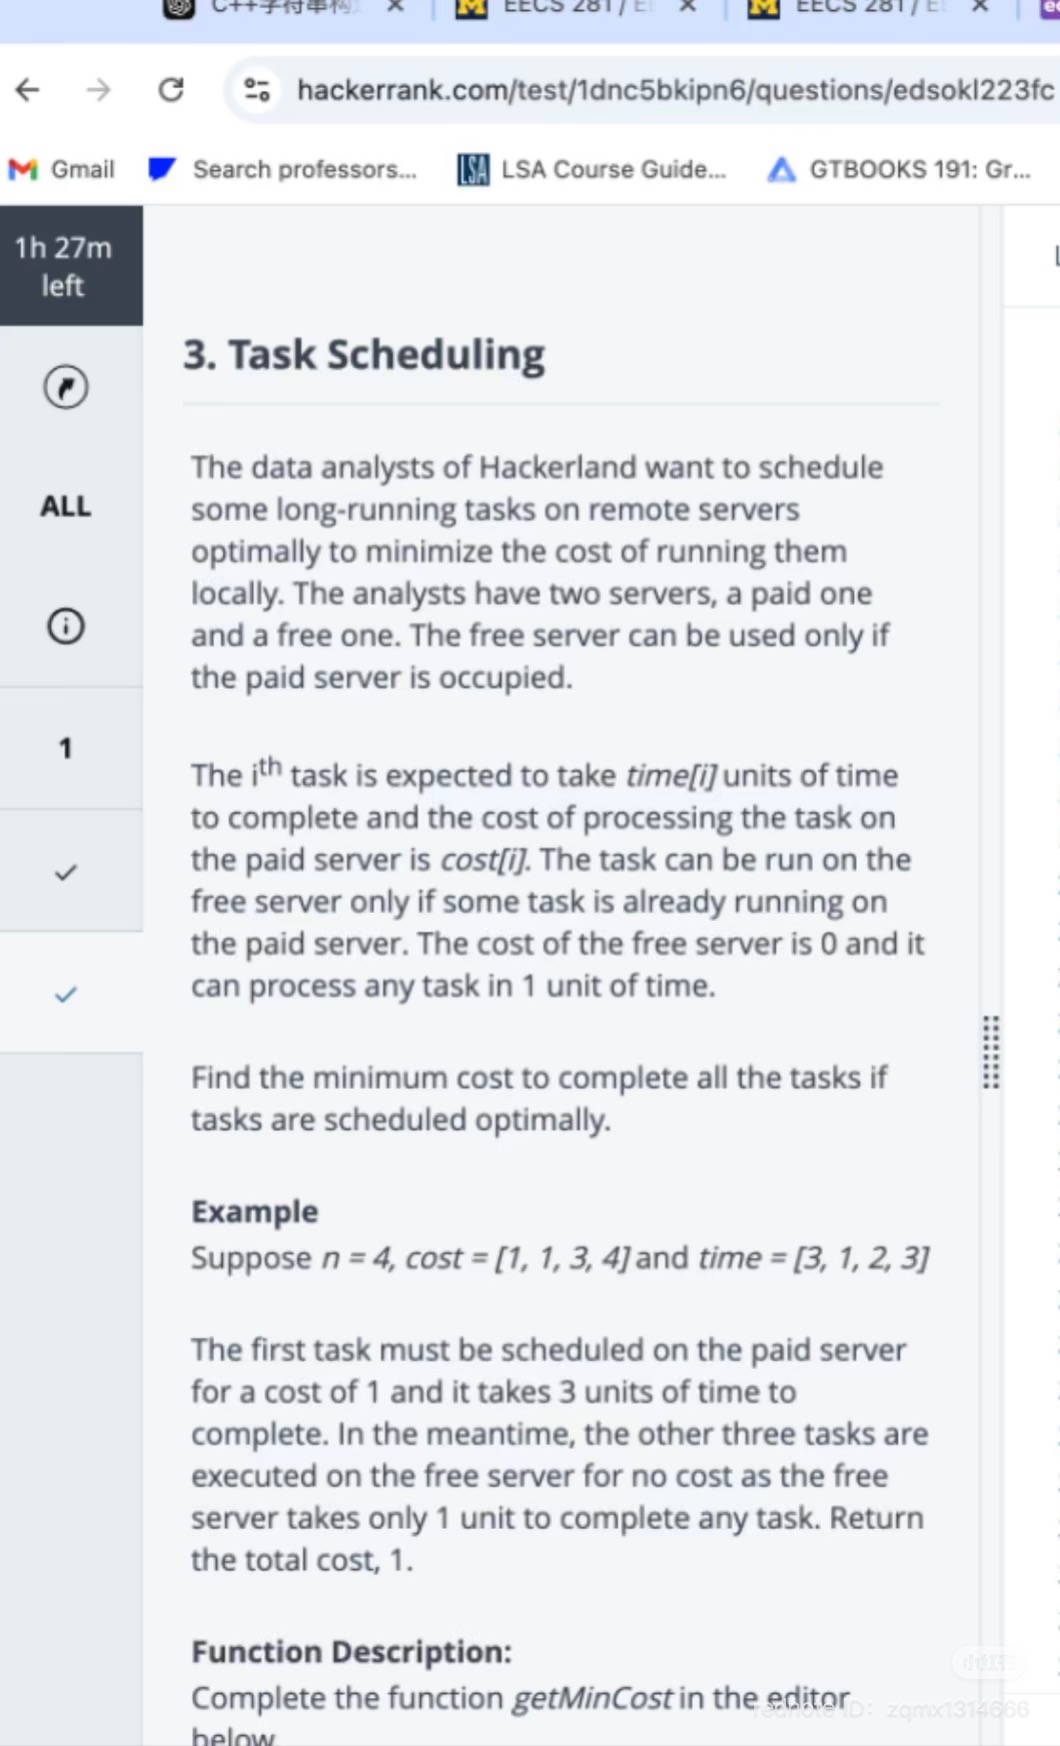 C++字符串构
EECS 281 / E
EECS 281 / E
hackerrank.com/test/1dnc5bkipn6/questions/edsokl223fc
Gmail
Search professors...
LSA
LSA Course Guide...
GTBOOKS 191: Gr...
1h 27m
left
ALL
1
3. Task Scheduling
The data analysts of Hackerland want to schedule
some long-running tasks on remote servers
optimally to minimize the cost of running them
locally. The analysts have two servers, a paid one
and a free one. The free server can be used only if
the paid server is occupied.
The iᵗʰ task is expected to take time[i] units of time
to complete and the cost of processing the task on
the paid server is cost[i]. The task can be run on the
free server only if some task is already running on
the paid server. The cost of the free server is 0 and it
can process any task in 1 unit of time.
Find the minimum cost to complete all the tasks if
tasks are scheduled optimally.
Example
Suppose n = 4, cost = [1, 1, 3, 4] and time = [3, 1, 2, 3]
The first task must be scheduled on the paid server
for a cost of 1 and it takes 3 units of time to
complete. In the meantime, the other three tasks are
executed on the free server for no cost as the free
server takes only 1 unit to complete any task. Return
the total cost, 1.
Function Description:
Complete the function getMinCost in the editor
below
rednote ID: zqmx1314666